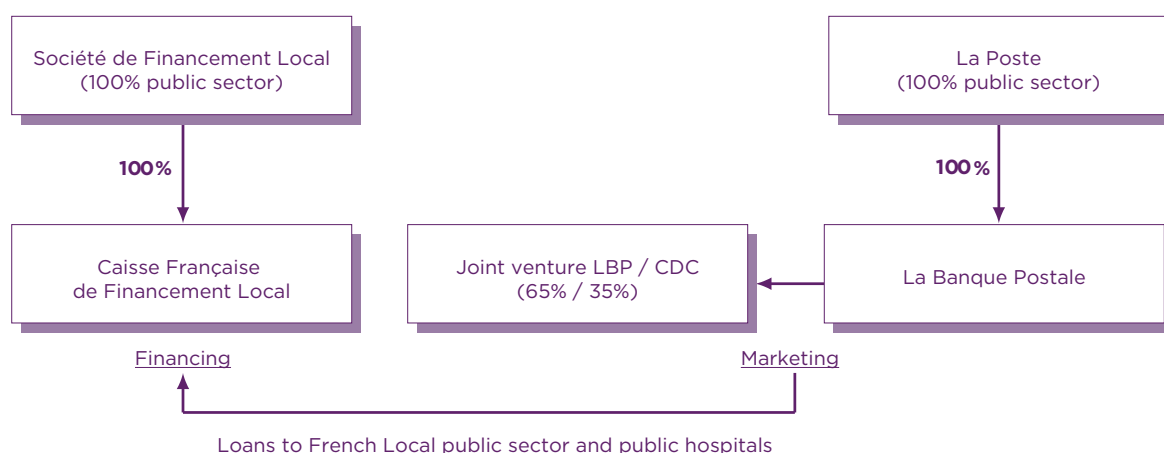 Société de Financement Local
(100% public sector)
La Poste
(100% public sector)
100%
100%
Caisse Française
de Financement Local
Joint venture LBP / CDC
(65% / 35%)
La Banque Postale
Financing
Marketing
Loans to French Local public sector and public hospitals